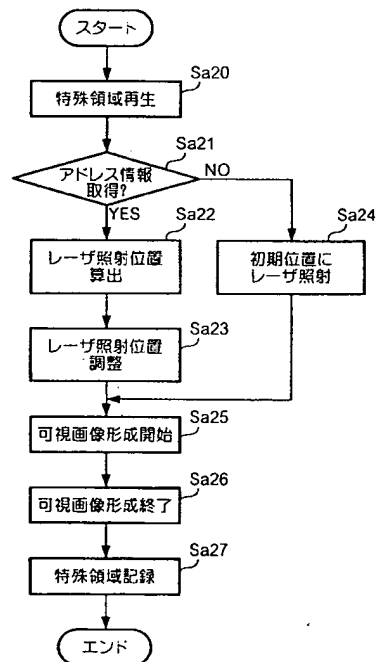 スタート
Sa20
特殊領域再生
Sa21
アドレス情報
取得?
NO
YES
Sa22
レーザ照射位置
算出
Sa24
初期位置に
レーザ照射
Sa23
レーザ照射位置
調整
Sa25
可視画像形成開始
Sa26
可視画像形成終了
Sa27
特殊領域記録
エンド